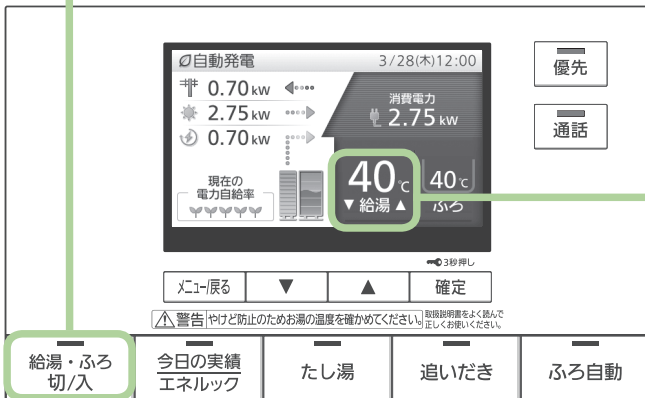 自動発電 3/28(木)12:00
0.70kw
2.75kw
0.70kw
消費電力
2.75kw
現在の
電力自給率
40℃
▼給湯▲
40℃
ふろ
優先
通話
3秒押し
メニュー/戻る ▼ ▲ 確定
警告 やけど防止のためお湯の温度を確かめてください。 取扱説明書をよく読んで
正しくお使いください。
給湯・ふろ
切/入
今日の実績
エネルック
たし湯
追いだき
ふろ自動